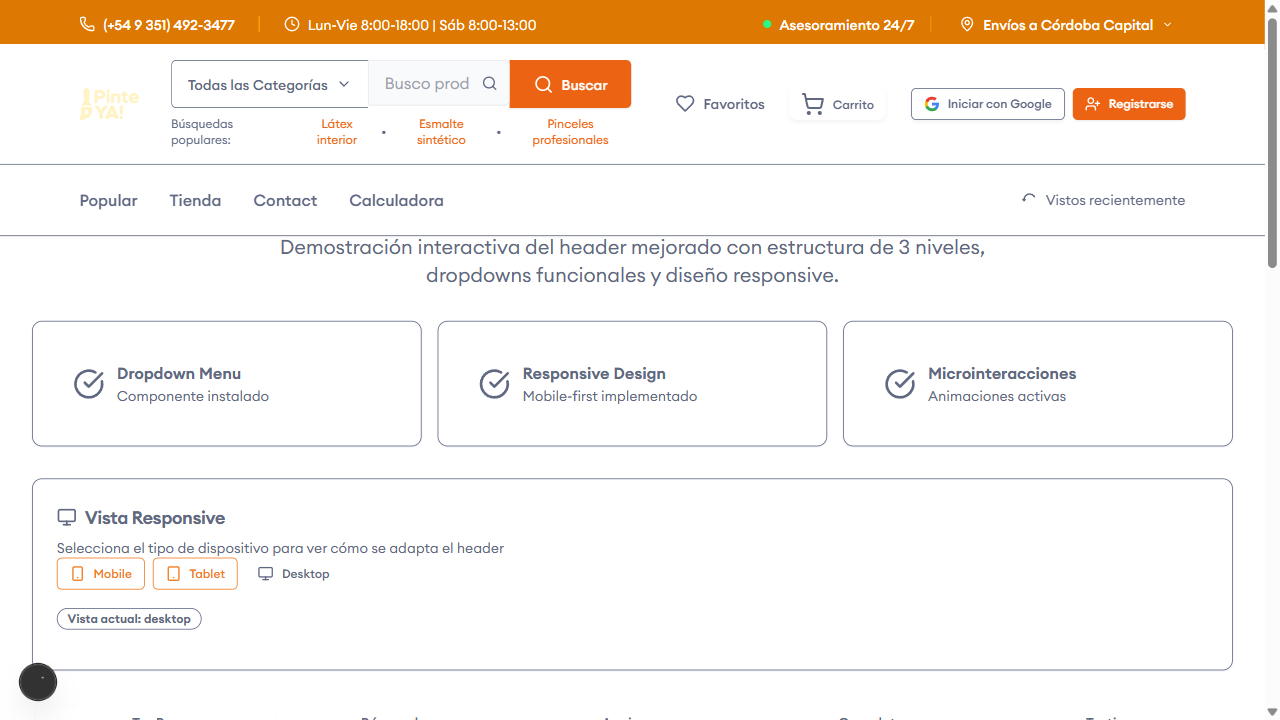 (+54 9 351) 492-3477
Lun-Vie 8:00-18:00 | Sáb 8:00-13:00
Asesoramiento 24/7
Envíos a Córdoba Capital
Pinte
YA!
Todas las Categorías
Busco prod
Buscar
Búsquedas
populares:
Látex
interior
•
Esmalte
sintético
•
Pinceles
profesionales
Favoritos
Carrito
Iniciar con Google
Registrarse
Popular
Tienda
Contact
Calculadora
Vistos recientemente
Demostración interactiva del header mejorado con estructura de 3 niveles,
dropdowns funcionales y diseño responsive.
Dropdown Menu
Componente instalado
Responsive Design
Mobile-first implementado
Microinteracciones
Animaciones activas
Vista Responsive
Selecciona el tipo de dispositivo para ver cómo se adapta el header
Mobile
Tablet
Desktop
Vista actual: desktop